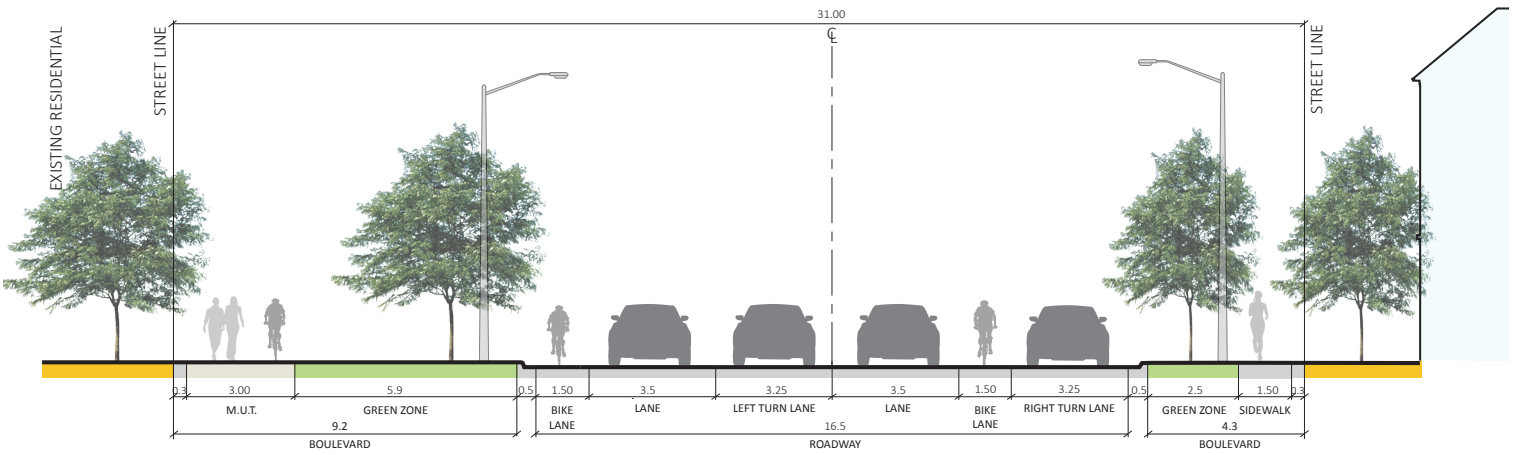 31.00
℄
EXISTING RESIDENTIAL
STREET LINE
STREET LINE
0.3 3.00 5.9 0.5 1.50 3.5 3.25 3.5 1.50 3.25 0.5 2.5 1.50 0.3
M.U.T. GREEN ZONE BIKE LANE LANE LEFT TURN LANE LANE BIKE LANE RIGHT TURN LANE GREEN ZONE SIDEWALK
9.2 16.5 4.3
BOULEVARD ROADWAY BOULEVARD